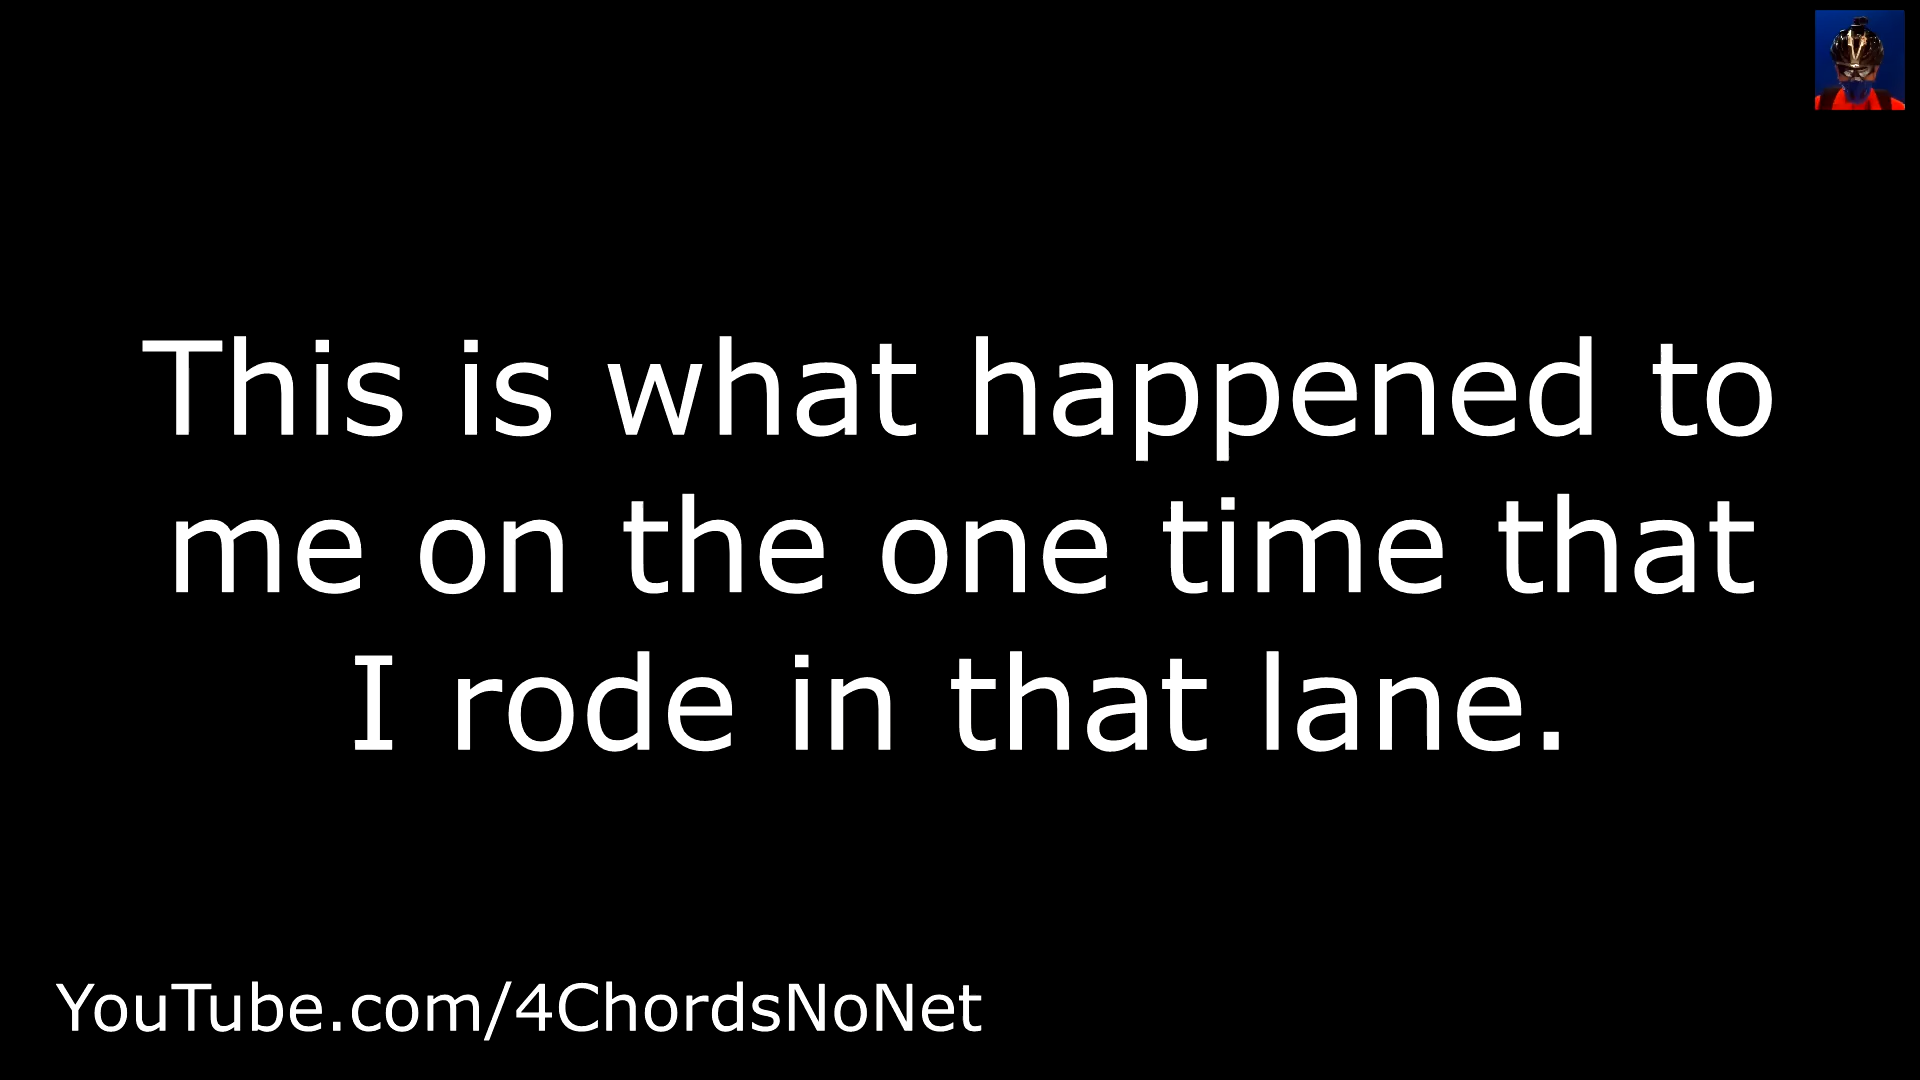 This is what happened to
me on the one time that
I rode in that lane.
YouTube.com/4ChordsNoNet